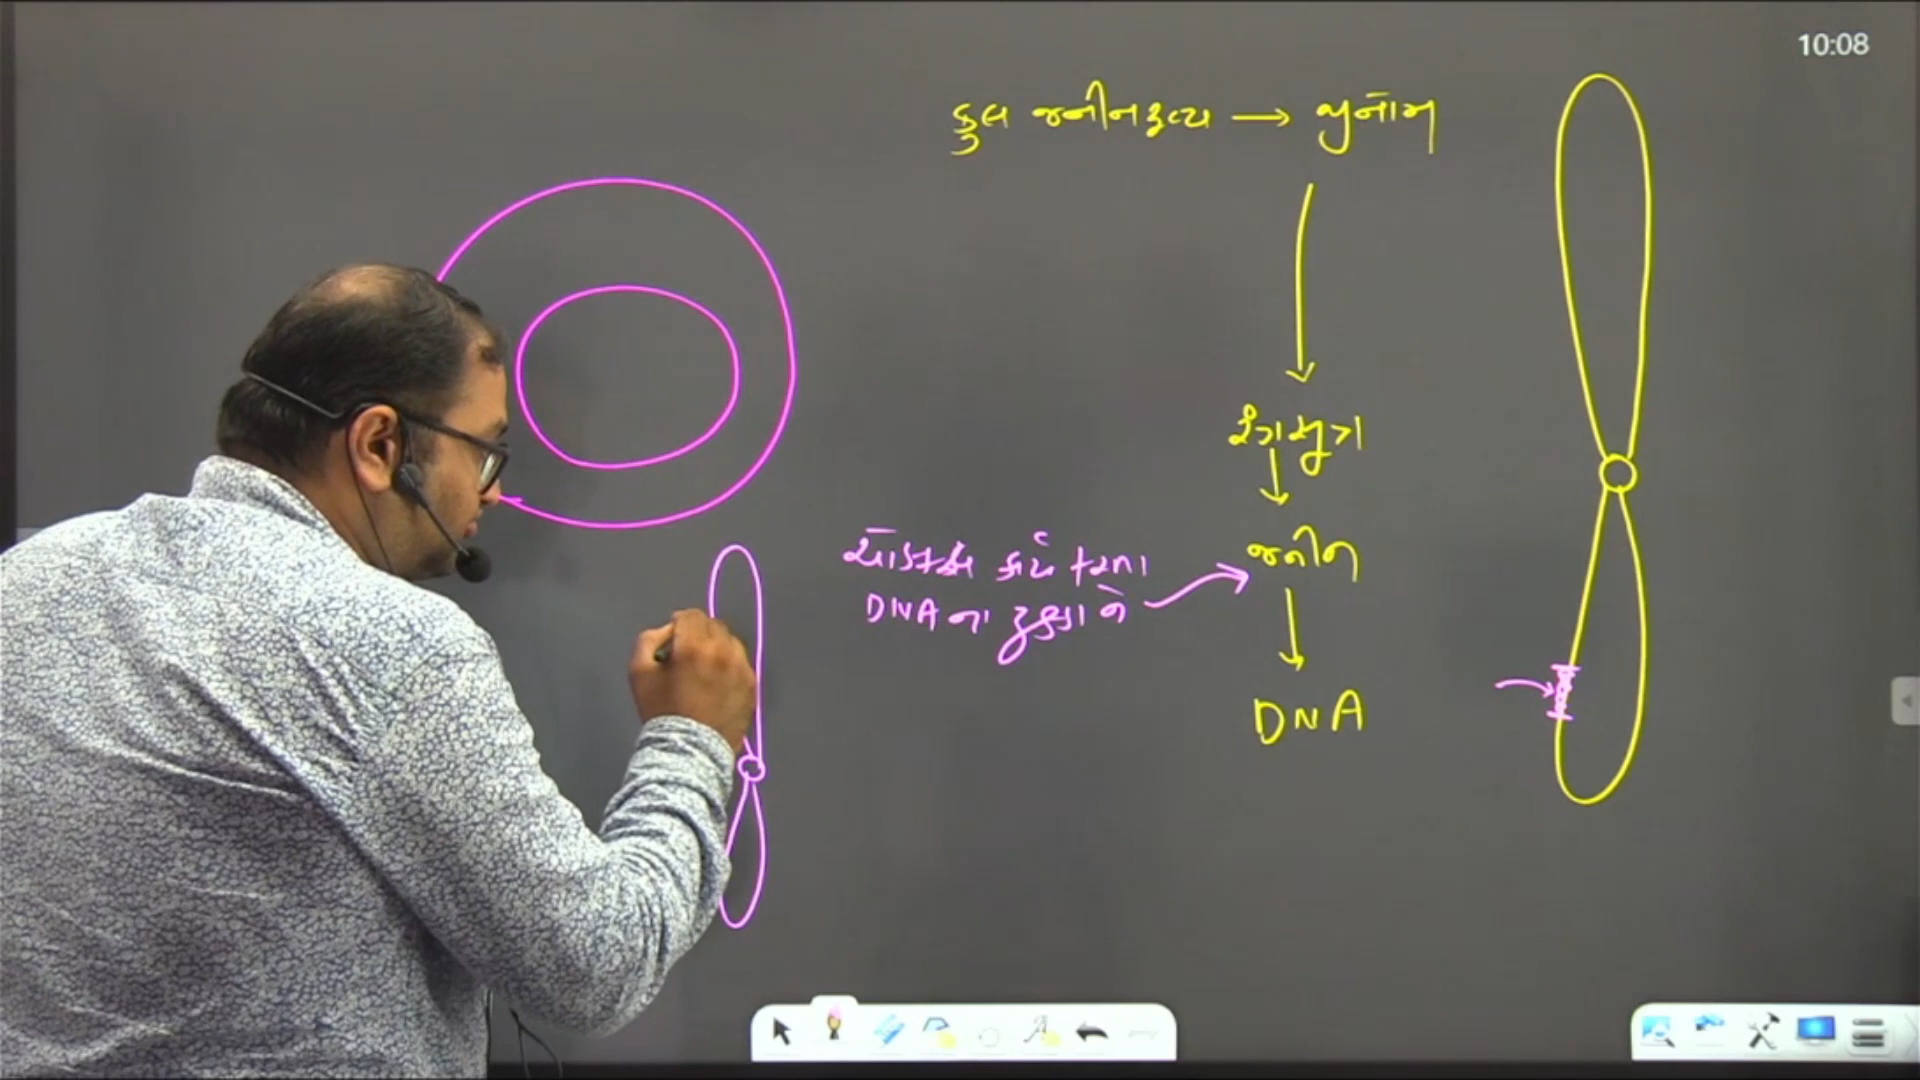 10:08
કુલ જનીનદ્રવ્ય → જીનોમ
રંગસૂત્ર
જનીન
ચોક્કસ કાર્ય કરતા
DNA ના ટુકડાને
DNA